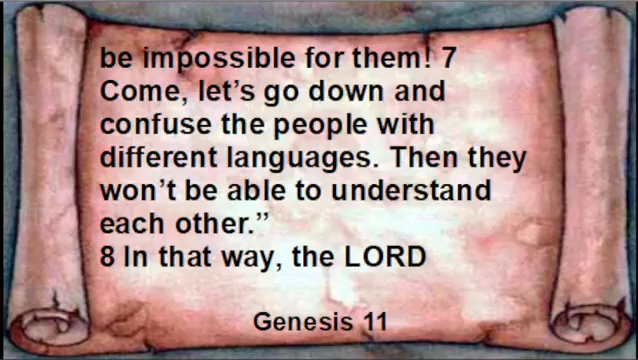 be impossible for them! 7
Come, let’s go down and
confuse the people with
different languages. Then they
won’t be able to understand
each other.”
8 In that way, the LORD
Genesis 11